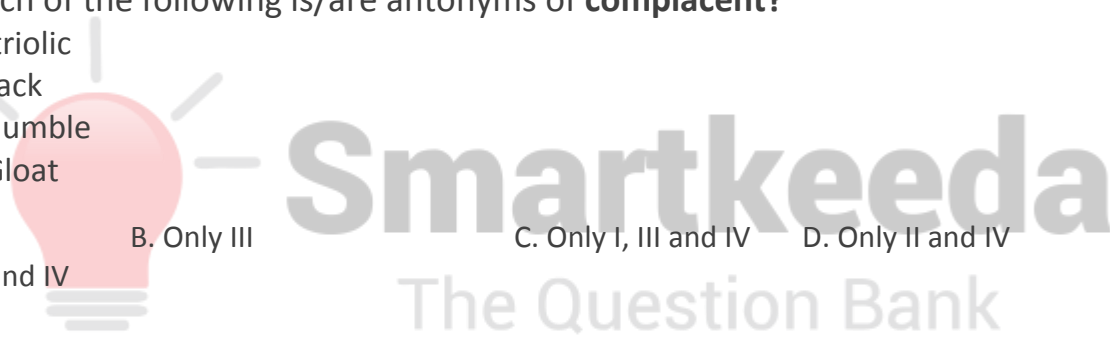 ch of the following is/are antonyms of complacent?
triolic
ack
umble
Gloat
B. Only III C. Only I, III and IV D. Only II and IV
nd IV
Smartkeeda
The Question Bank